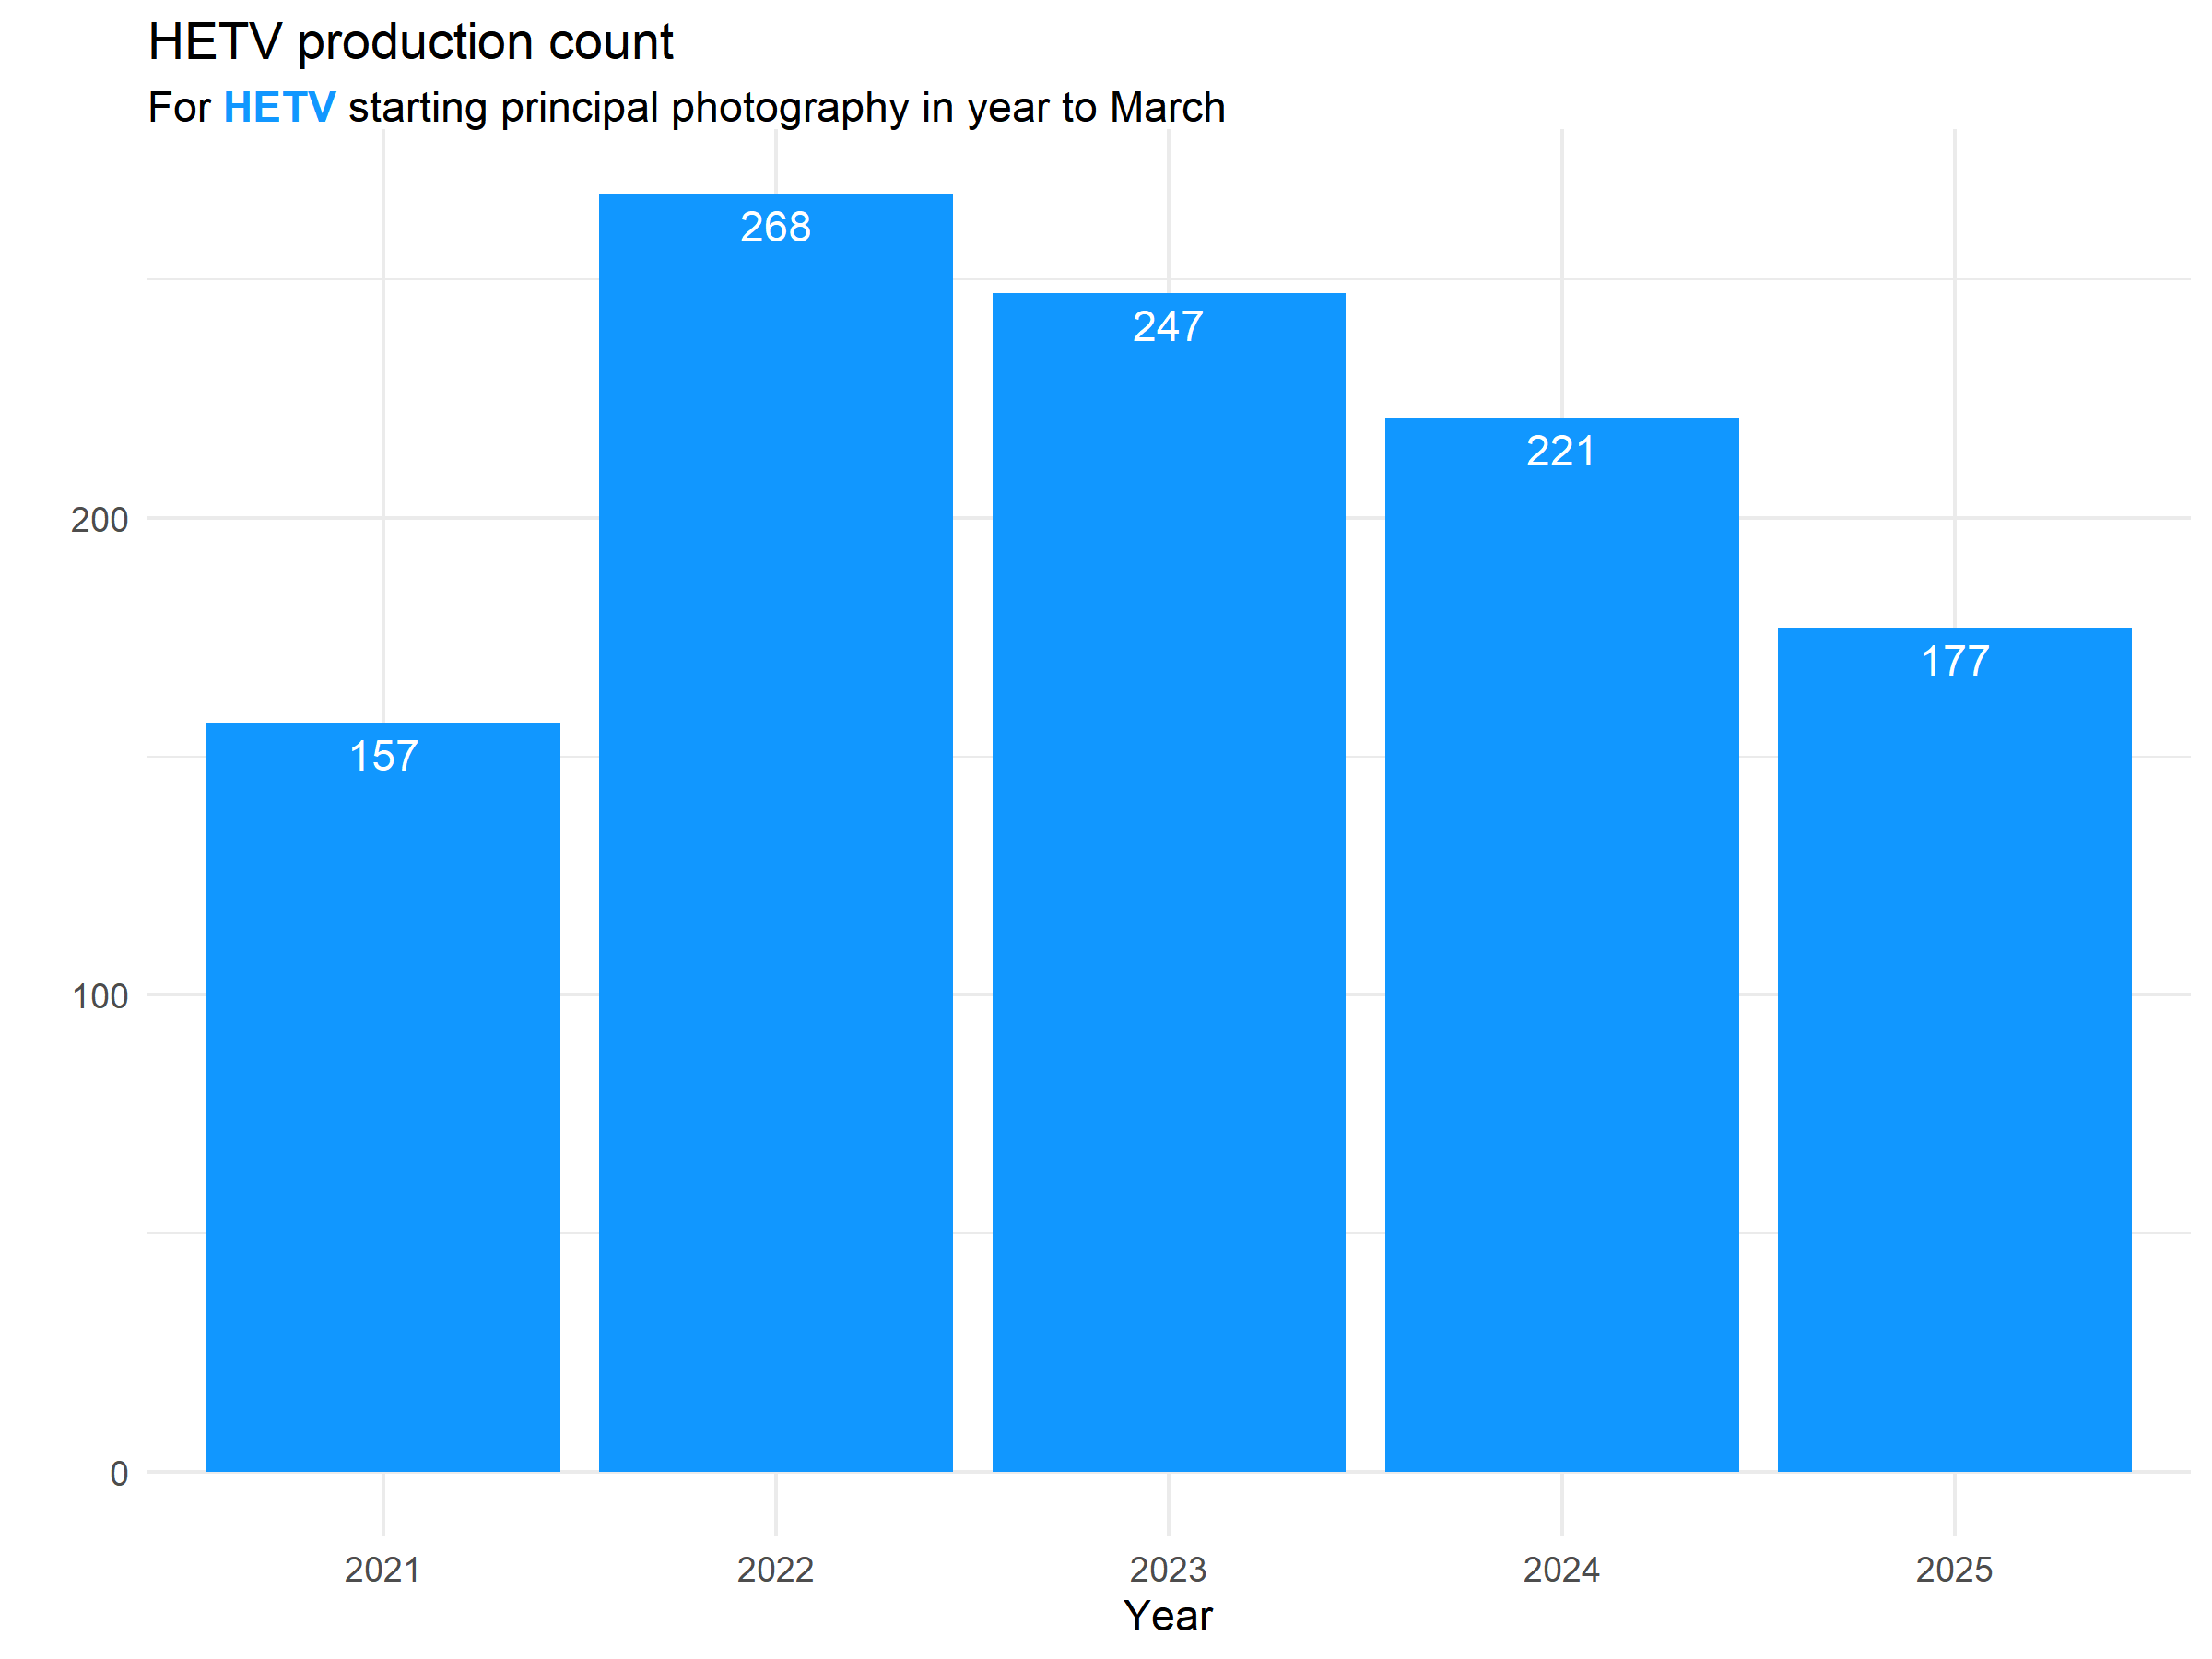 HETV production count
For HETV starting principal photography in year to March
268
247
221
200
177
157
100
0
2021 2022 2023 2024 2025
Year